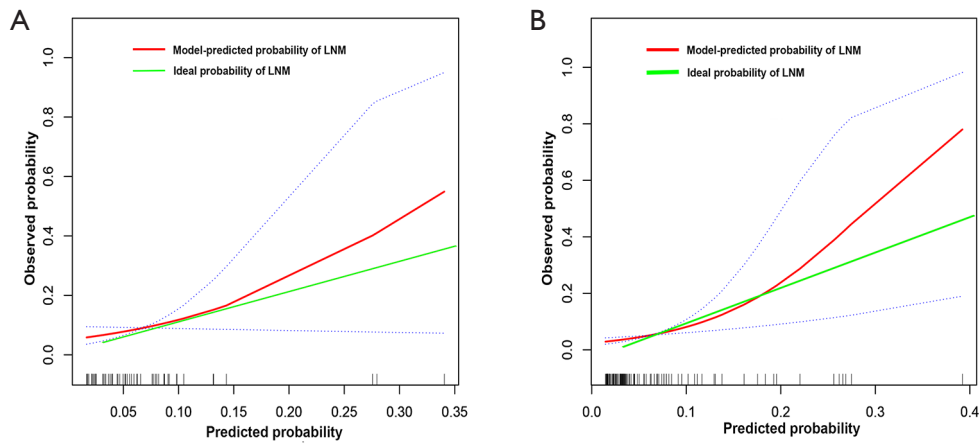 A
Model-predicted probability of LNM
Ideal probability of LNM
Observed probability
1.0
0.8
0.6
0.4
0.2
0.0
0.05 0.10 0.15 0.20 0.25 0.30 0.35
Predicted probability
B
Model-predicted probability of LNM
Ideal probability of LNM
Observed probability
1.0
0.8
0.6
0.4
0.2
0.0
0.0 0.1 0.2 0.3 0.4
Predicted probability